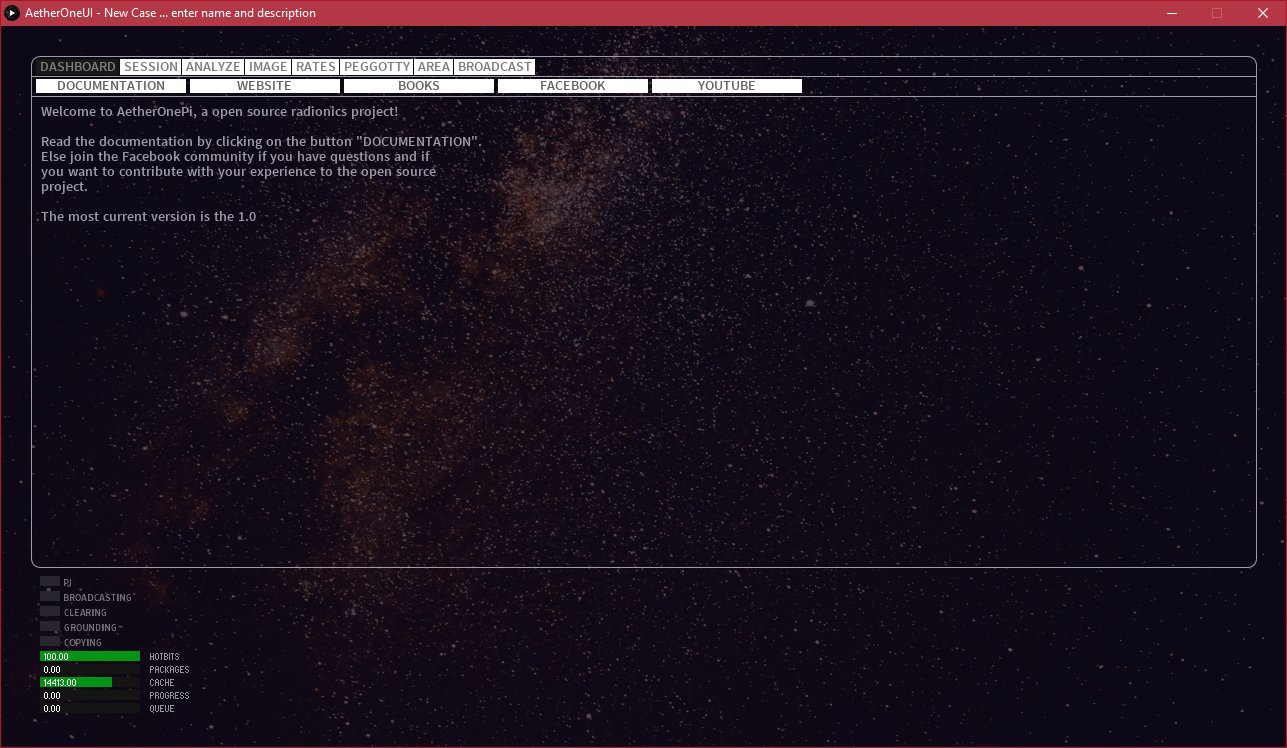 AetherOneUI - New Case ... enter name and description
DASHBOARD SESSION ANALYZE IMAGE RATES PEGGOTTY AREA BROADCAST
DOCUMENTATION WEBSITE BOOKS FACEBOOK YOUTUBE
Welcome to AetherOnePi, a open source radionics project!
Read the documentation by clicking on the button "DOCUMENTATION".
Else join the Facebook community if you have questions and if
you want to contribute with your experience to the open source
project.
The most current version is the 1.0
PI
BROADCASTING
CLEARING
GROUNDING
COPYING
100.00 HOTBITS
0.00 PACKAGES
14413.00 CACHE
0.00 PROGRESS
0.00 QUEUE